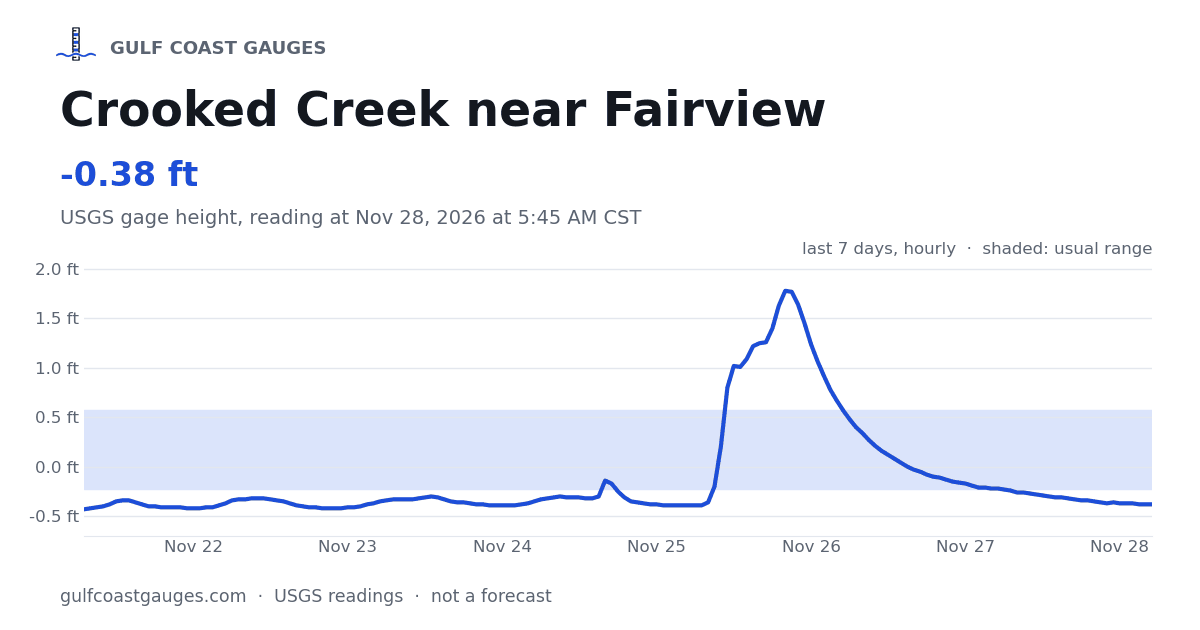 GULF COAST GAUGES
Crooked Creek near Fairview
-0.38 ft
USGS gage height, reading at Nov 28, 2026 at 5:45 AM CST
last 7 days, hourly · shaded: usual range
2.0 ft
1.5 ft
1.0 ft
0.5 ft
0.0 ft
-0.5 ft
Nov 22 Nov 23 Nov 24 Nov 25 Nov 26 Nov 27 Nov 28
gulfcoastgauges.com · USGS readings · not a forecast